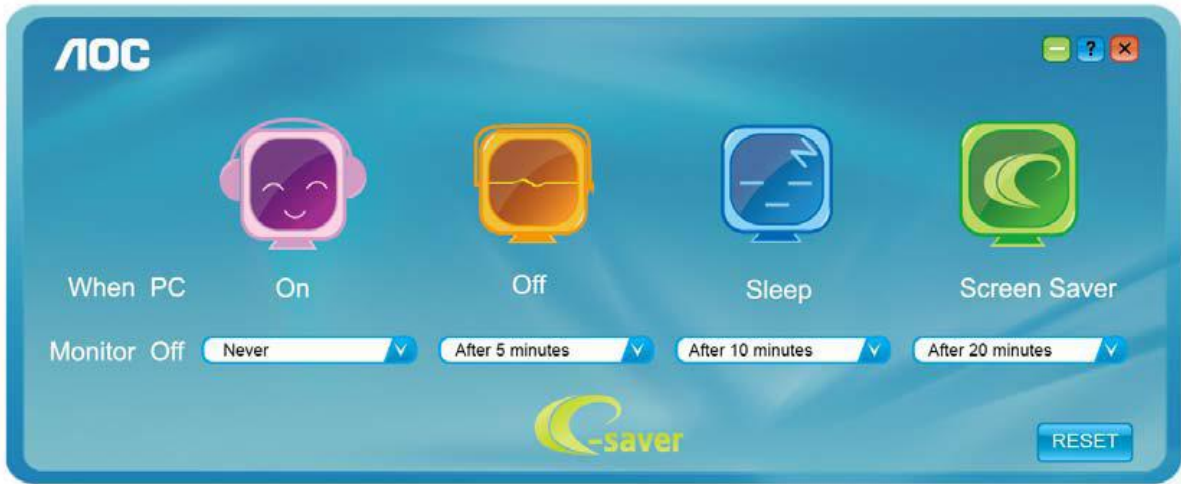 AOC
?
When PC On Off Sleep Screen Saver
Monitor Off Never After 5 minutes After 10 minutes After 20 minutes
e-saver
RESET